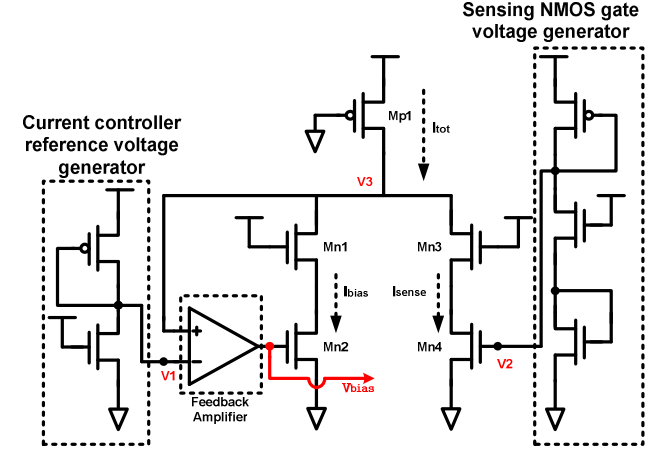 Sensing NMOS gate
voltage generator
Current controller
reference voltage
generator
Mp1
Itot
V3
Mn1
Mn3
Ibias
Isense
Mn2
Mn4
+
−
V1
V2
Vbias
Feedback
Amplifier